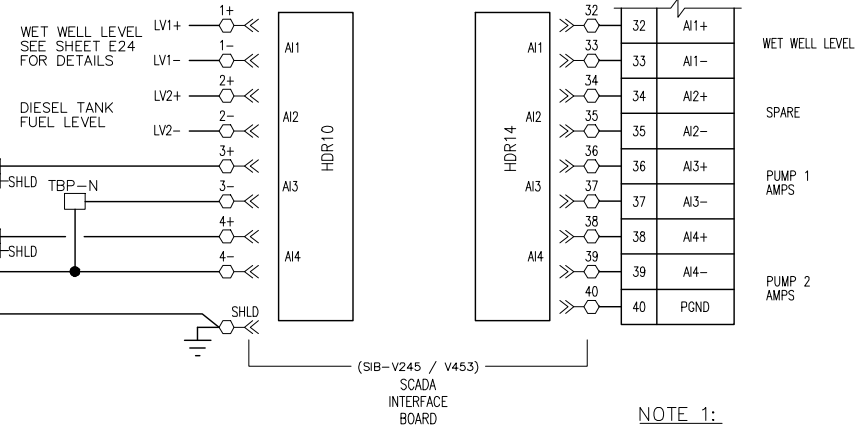 WET WELL LEVEL
SEE SHEET E24
FOR DETAILS
DIESEL TANK
FUEL LEVEL
LV1+
LV1-
LV2+
LV2-
SHLD
TBP-N
SHLD
1+
1-
2+
2-
3+
3-
4+
4-
SHLD
AI1
AI2
AI3
AI4
HDR10
HDR14
AI1
AI2
AI3
AI4
32
33
34
35
36
37
38
39
40
32 AI1+
33 AI1-
34 AI2+
35 AI2-
36 AI3+
37 AI3-
38 AI4+
39 AI4-
40 PGND
WET WELL LEVEL
SPARE
PUMP 1
AMPS
PUMP 2
AMPS
(SIB-V245 / V453)
SCADA
INTERFACE
BOARD
NOTE 1: